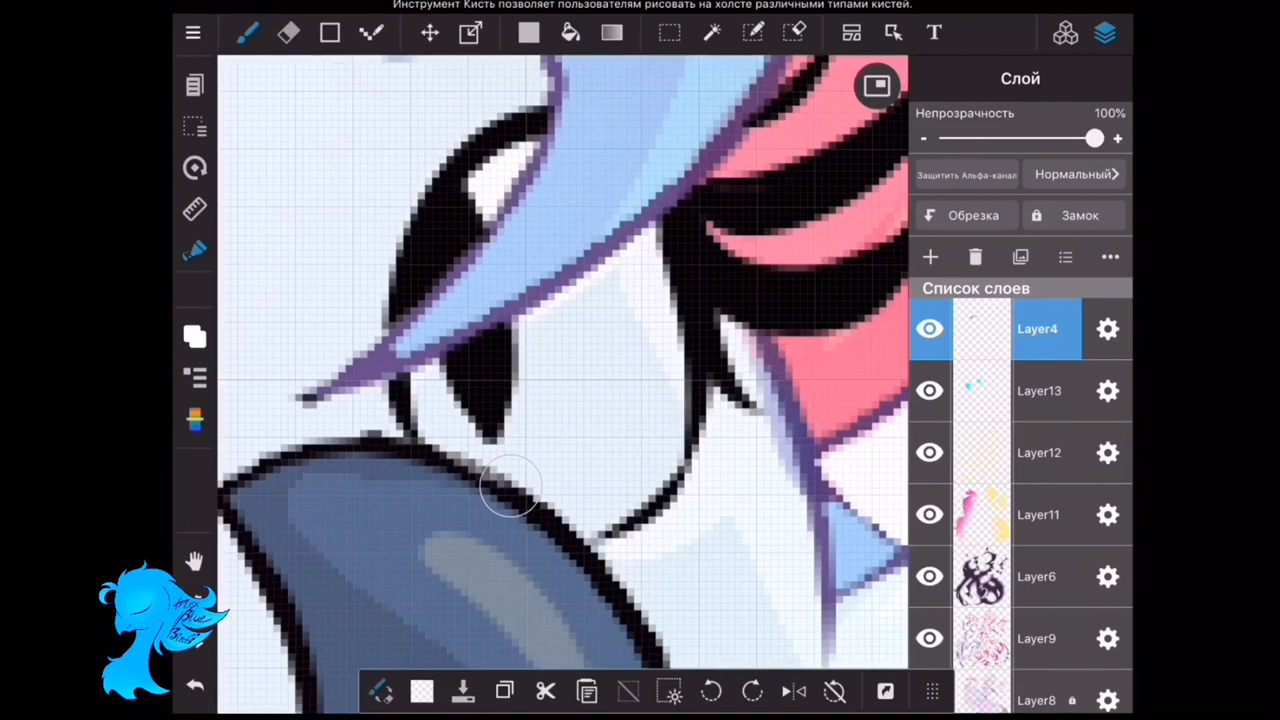 Инструмент Кисть позволяет пользователям рисовать на холсте различными типами кистей.
T
Слой
Непрозрачность 100%
- +
Защитить Альфа-канал Нормальный
Обрезка Замок
Список слоев
Layer4
Layer13
Layer12
Layer11
Layer6
Layer9
Layer8
Blue